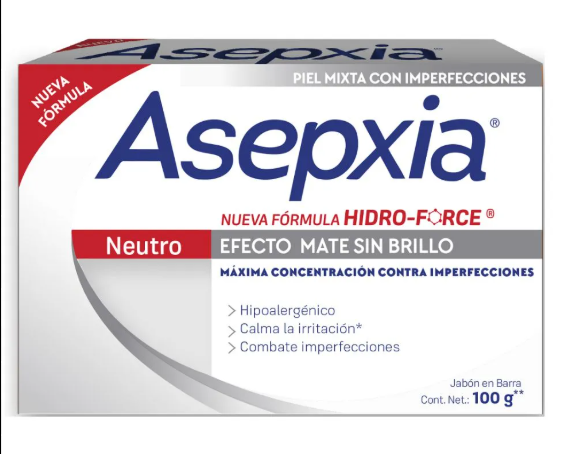 Asepxia
PIEL MIXTA CON IMPERFECCIONES
NUEVA
FÓRMULA
Asepxia®
NUEVA FÓRMULA HIDRO-FORCE ®
Neutro
EFECTO MATE SIN BRILLO
MÁXIMA CONCENTRACIÓN CONTRA IMPERFECCIONES
> Hipoalergénico
> Calma la irritación*
> Combate imperfecciones
Jabón en Barra
Cont. Net.: 100 g**